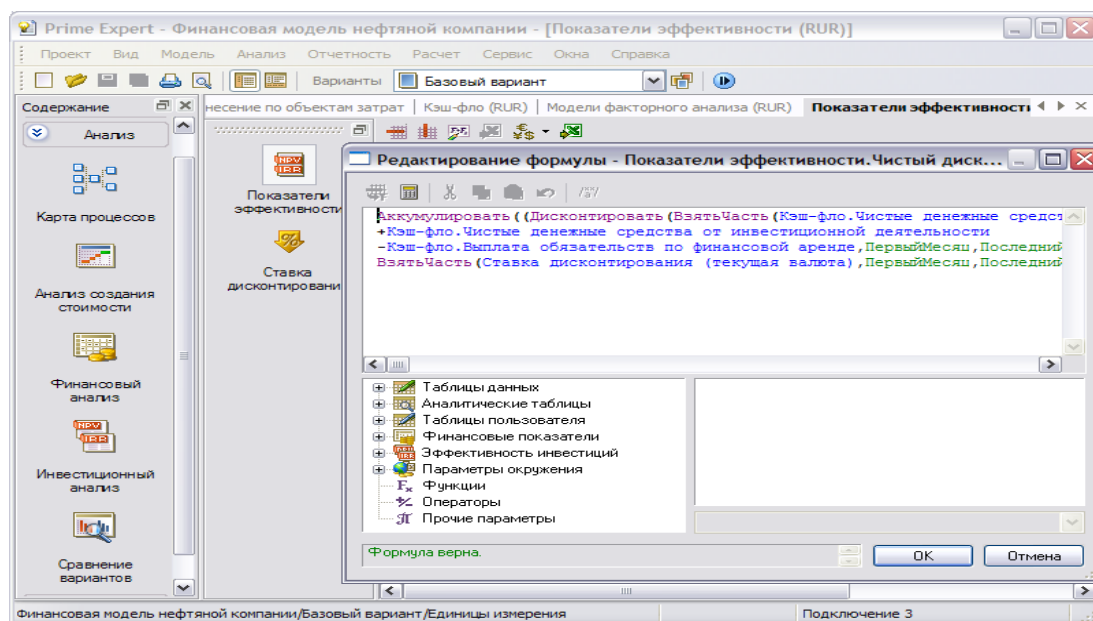 Prime Expert - Финансовая модель нефтяной компании - [Показатели эффективности (RUR)]
Проект Вид Модель Анализ Отчетность Расчет Сервис Окна Справка
Варианты Базовый вариант
Содержание
несение по объектам затрат Кэш-фло (RUR) Модели факторного анализа (RUR) Показатели эффективності
Анализ
Карта процессов
Анализ создания
стоимости
Финансовый
анализ
NPV
IRR
Инвестиционный
анализ
Сравнение
вариантов
NPV
IRR
Показатели
эффективности
Ставка
дисконтировани
Редактирование формулы - Показатели эффективности.Чистый диск...
Аккумулировать((Дисконтировать(ВзятьЧасть(Кэш-фло.Чистые денежные средст
+Кэш-фло.Чистые денежные средства от инвестиционной деятельности
-Кэш-фло.Выплата обязательств по финансовой аренде,ПервыйМесяц,Последний
ВзятьЧасть(Ставка дисконтирования (текущая валюта),ПервыйМесяц,Последний
Таблицы данных
Аналитические таблицы
Таблицы пользователя
Финансовые показатели
Эффективность инвестиций
Параметры окружения
Fx Функции
Операторы
Прочие параметры
Формула верна.
OK Отмена
Финансовая модель нефтяной компании/Базовый вариант/Единицы измерения Подключение 3